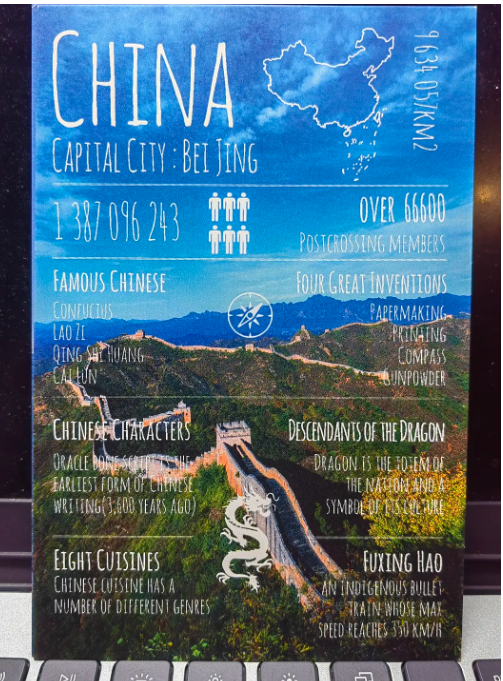 China
9 634 057KM2
Capital City : Bei Jing
1 387 096 243
over 66600
Postcrossing members
Famous Chinese
Confucius
Lao Zi
Qing Shi Huang
Cai Lun
Four Great Inventions
Papermaking
Printing
Compass
Gunpowder
Chinese Characters
Oracle bone script is the
earliest form of Chinese
writing(3,600 years ago)
Descendants of the Dragon
Dragon is the totem of
the nation and a
symbol of its culture
Eight Cuisines
Chinese cuisine has a
number of different genres
Fuxing Hao
an indigenous bullet
train whose max
speed reaches 350 km/h